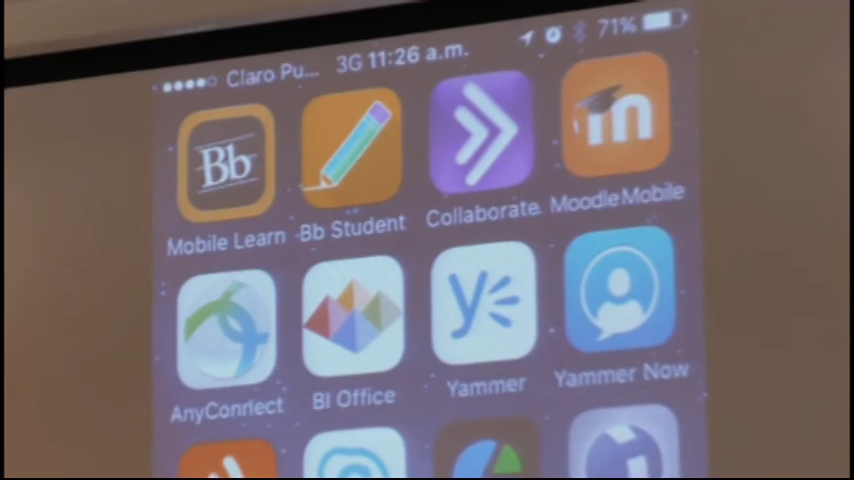 Claro Pu... 3G 11:26 a.m. 71%
Bb
m
Mobile Learn Bb Student Collaborate Moodle Mobile
y
AnyConnect BI Office Yammer Yammer Now